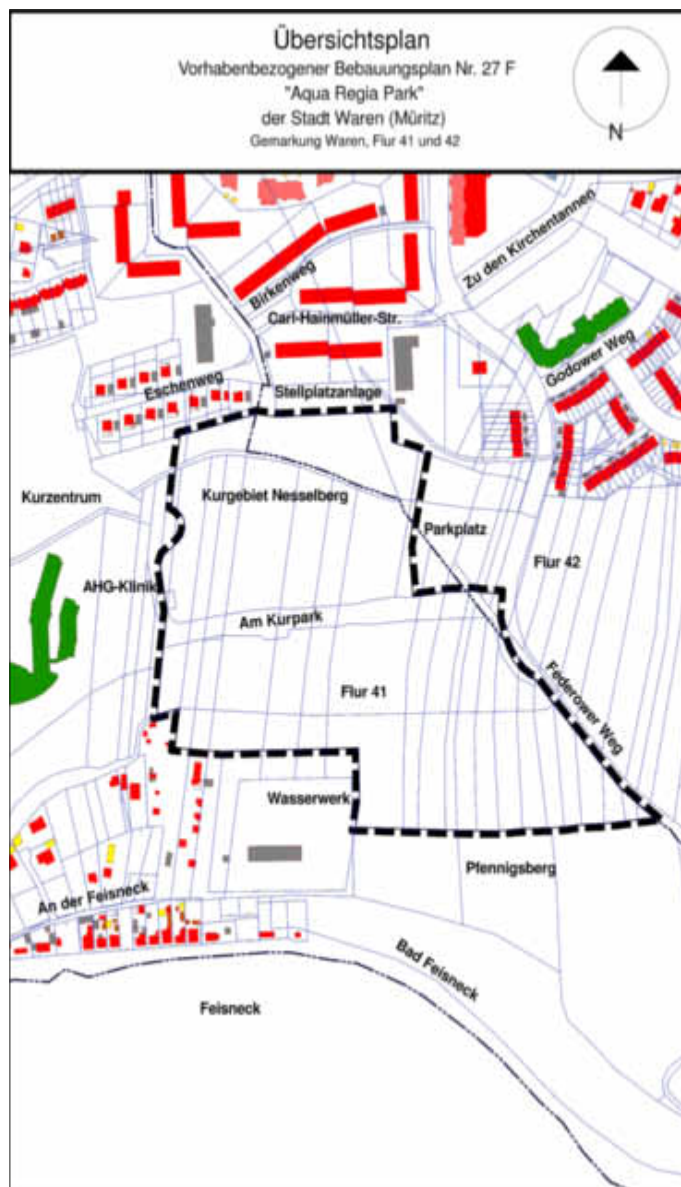 Übersichtsplan
Vorhabenbezogener Bebauungsplan Nr. 27 F
"Aqua Regia Park"
der Stadt Waren (Müritz)
Gemarkung Waren, Flur 41 und 42
N
Zu den Kirchentannen
Birkenweg
Carl-Hainmüller-Str.
Godower Weg
Eschenweg
Stellplatzanlage
Kurzentrum
Kurgebiet Nesselberg
Parkplatz
Flur 42
AHG-Klinik
Am Kurpark
Flur 41
Federower Weg
Wasserwerk
Pfennigsberg
An der Feisneck
Bad Feisneck
Feisneck